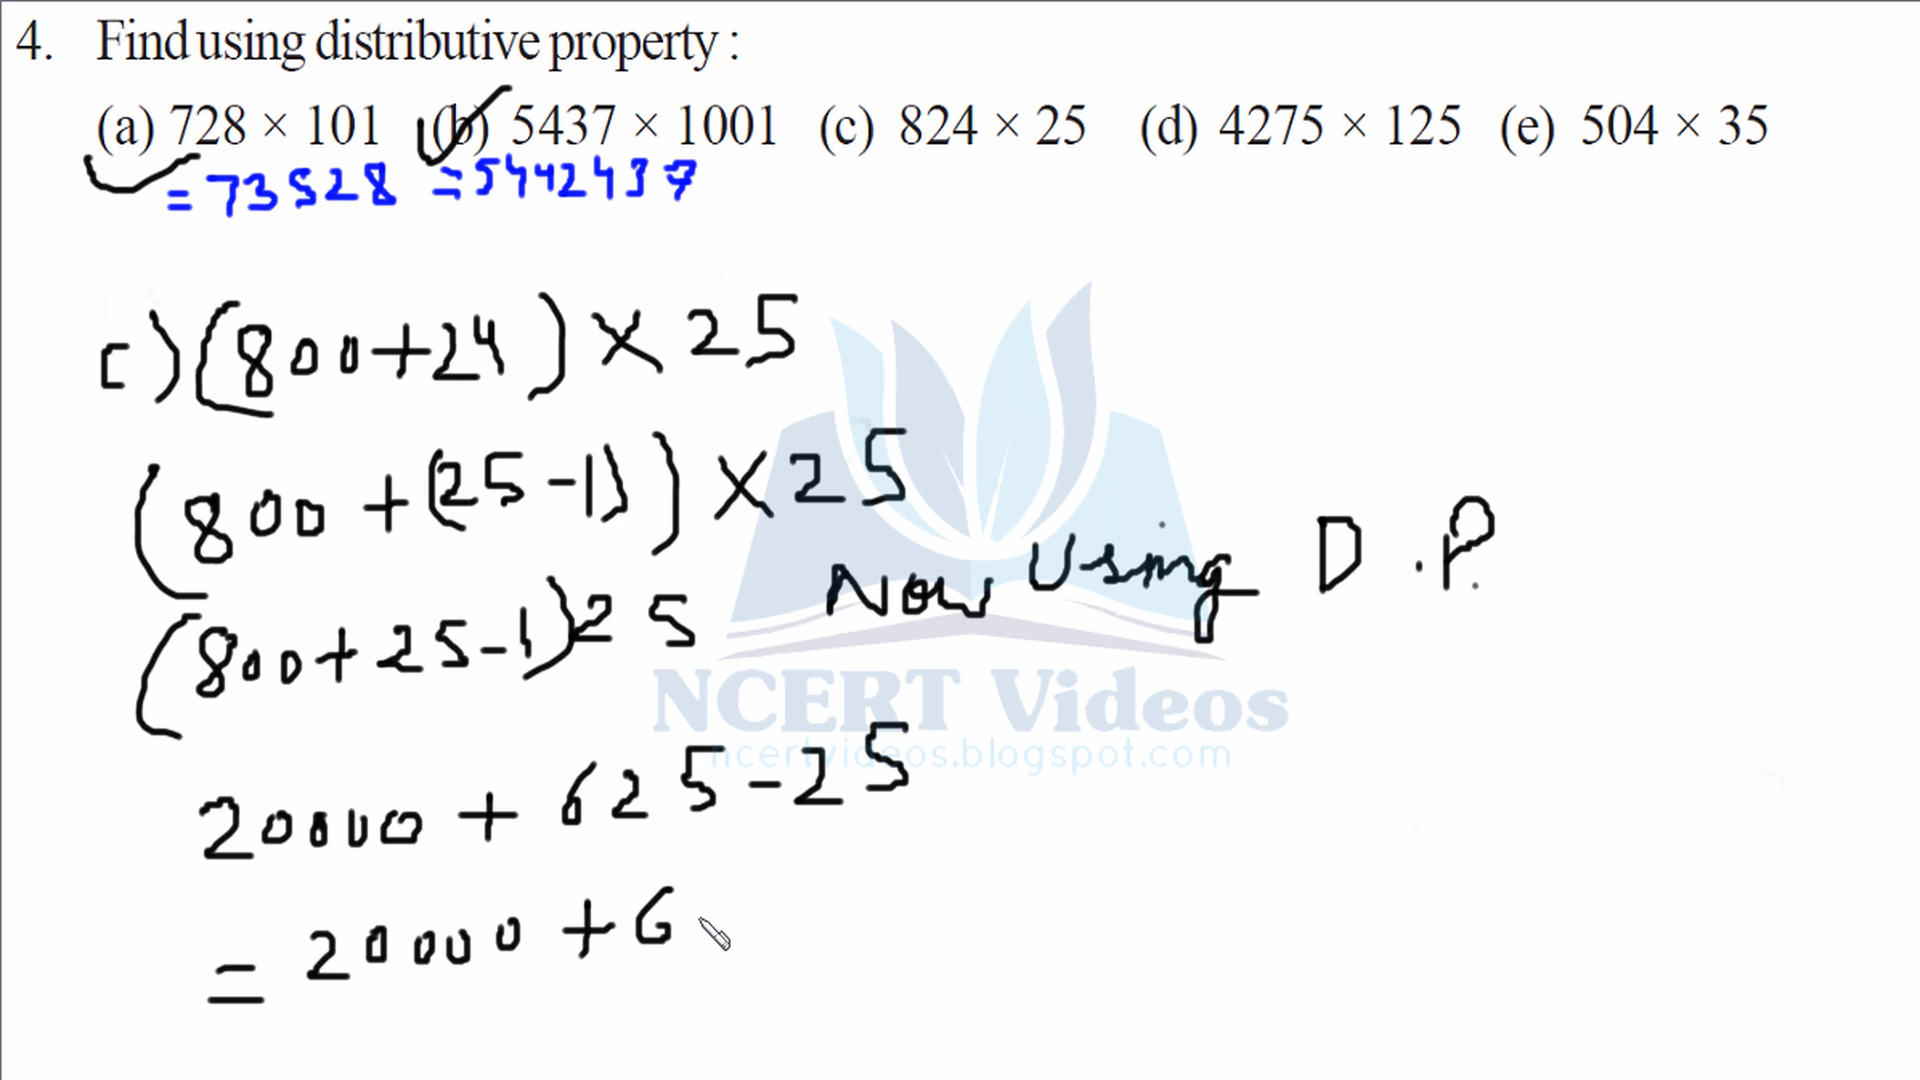 4. Find using distributive property :
(a) 728 × 101 (b) 5437 × 1001 (c) 824 × 25 (d) 4275 × 125 (e) 504 × 35
= 73528 = 5442437
c) (800+24) × 25
(800 + (25-1)) × 25
(800+25-1)25 Now Using D.P.
NCERT Videos
ncertvideos.blogspot.com
20000 + 625-25
= 20000 + 6